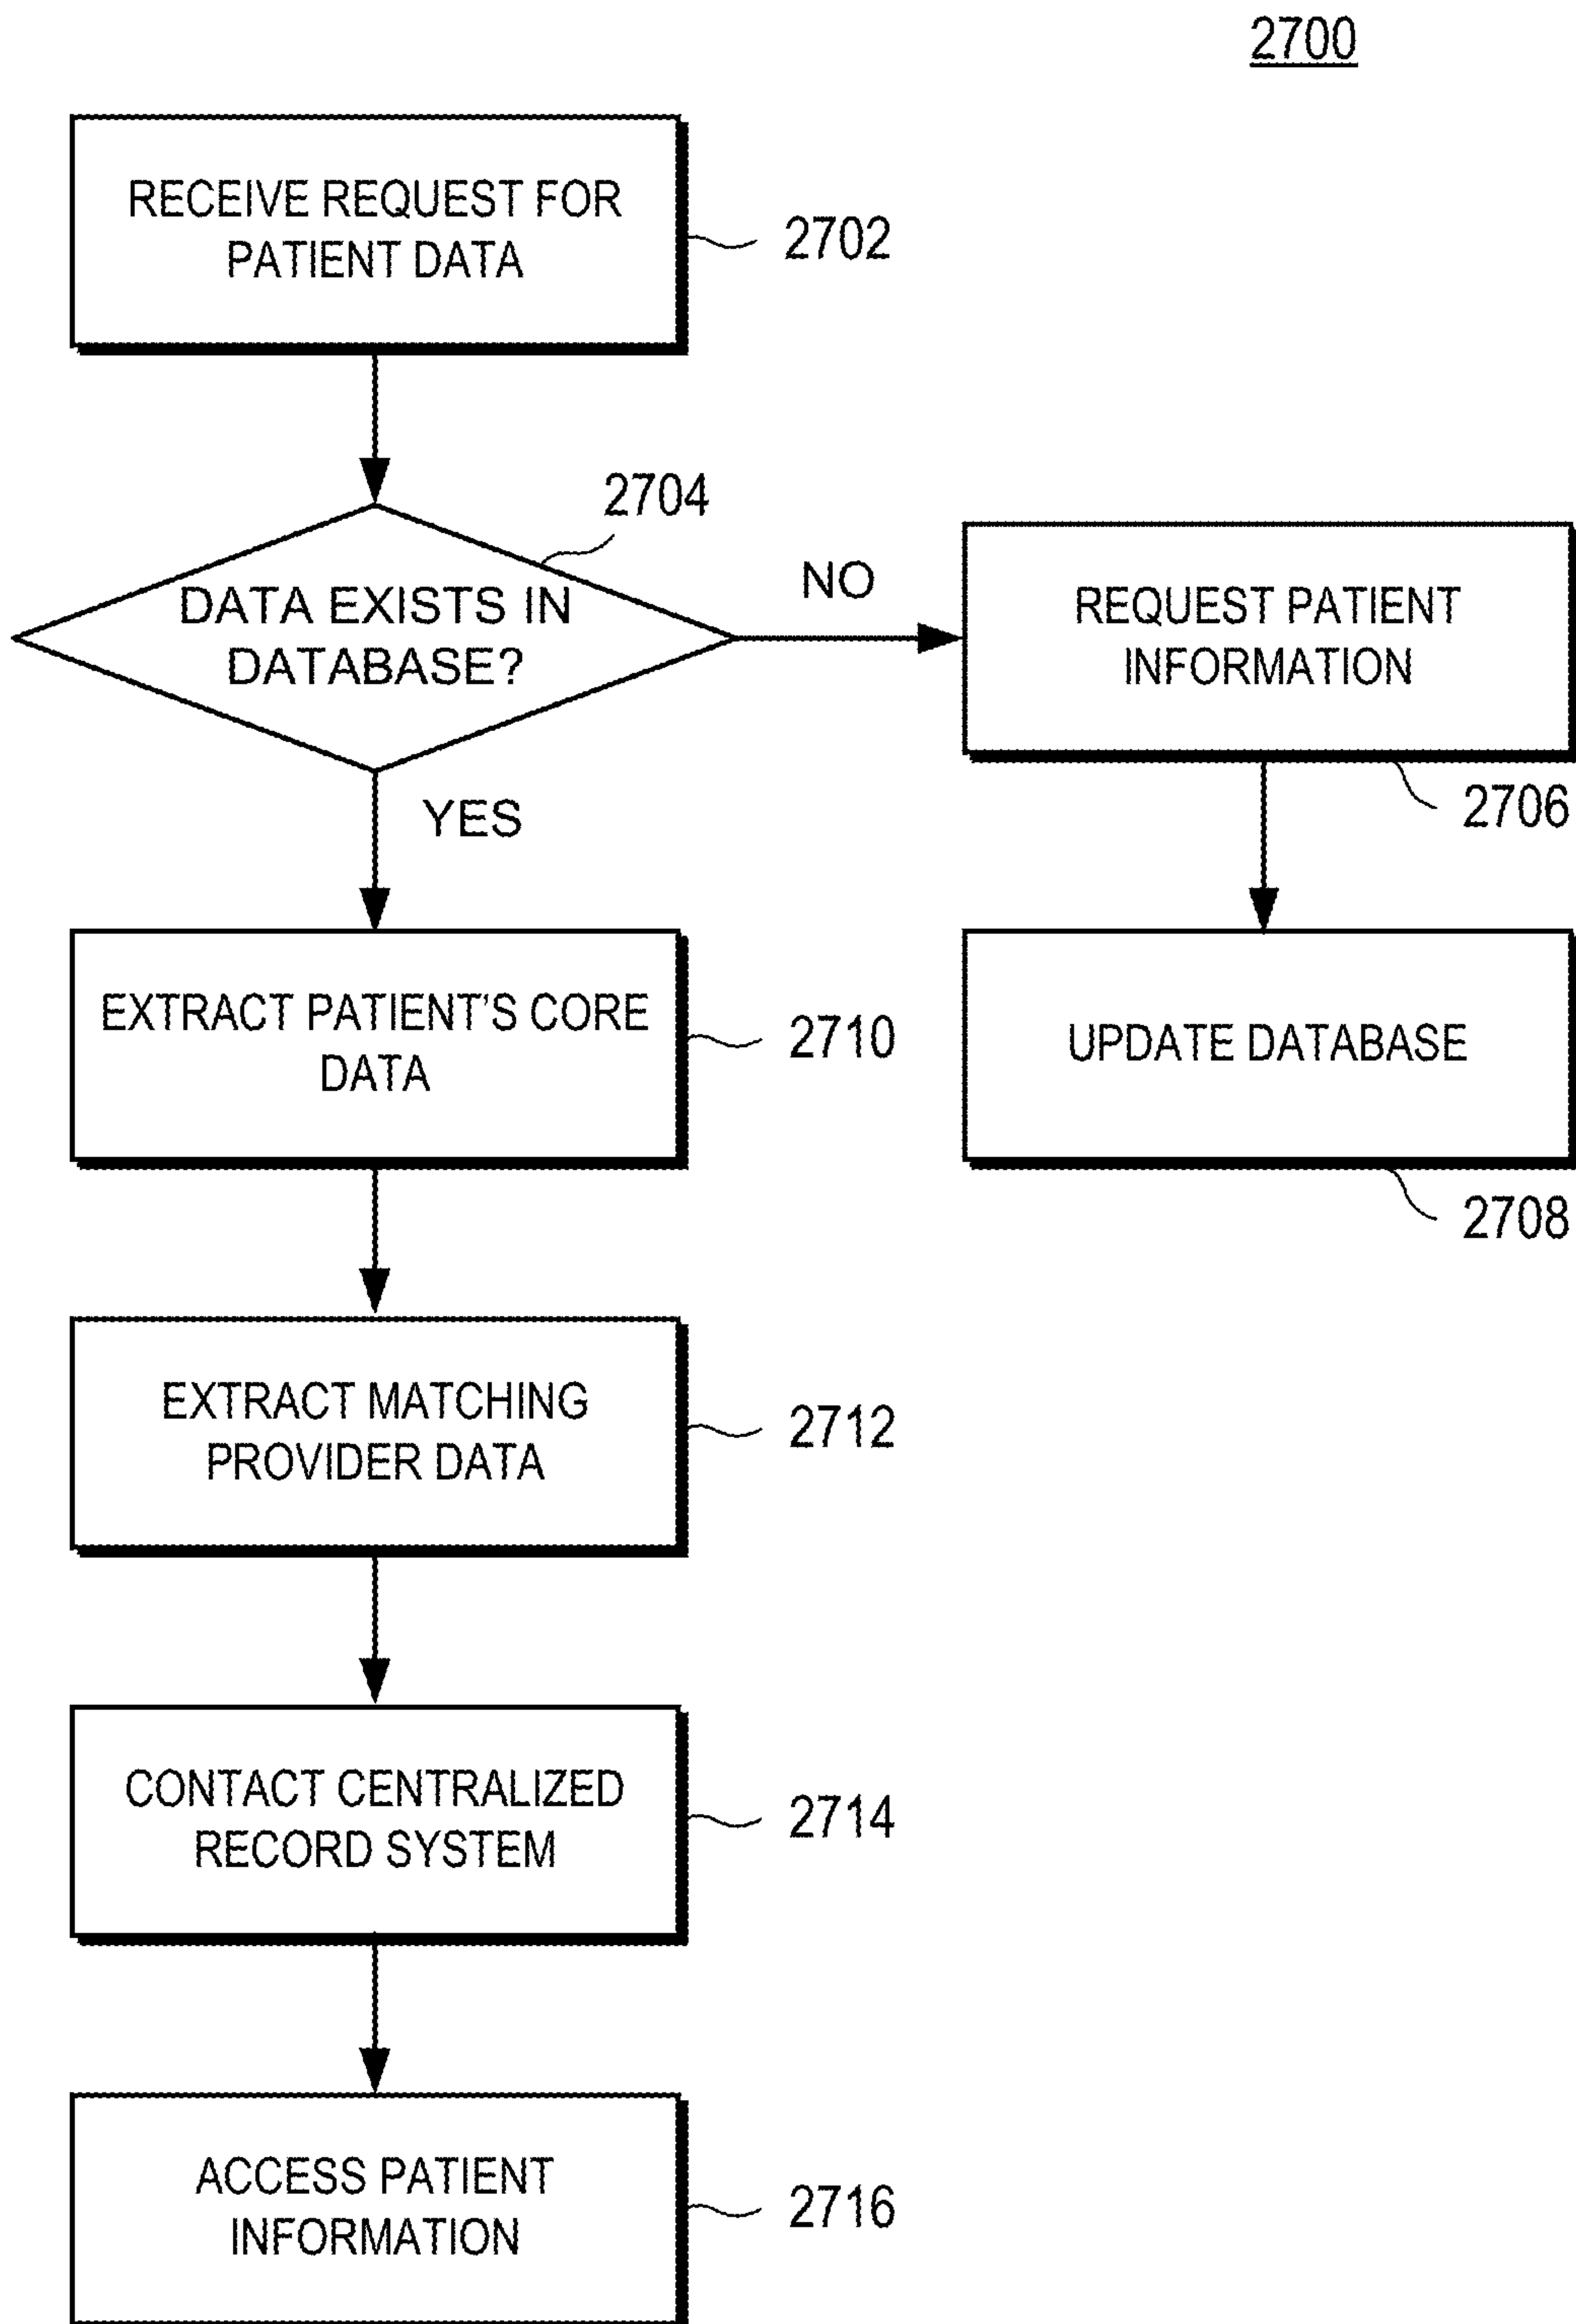 2700
RECEIVE REQUEST FOR
PATIENT DATA
2702
2704
DATA EXISTS IN
DATABASE?
NO
REQUEST PATIENT
INFORMATION
2706
YES
EXTRACT PATIENT’S CORE
DATA
2710
UPDATE DATABASE
2708
EXTRACT MATCHING
PROVIDER DATA
2712
CONTACT CENTRALIZED
RECORD SYSTEM
2714
ACCESS PATIENT
INFORMATION
2716